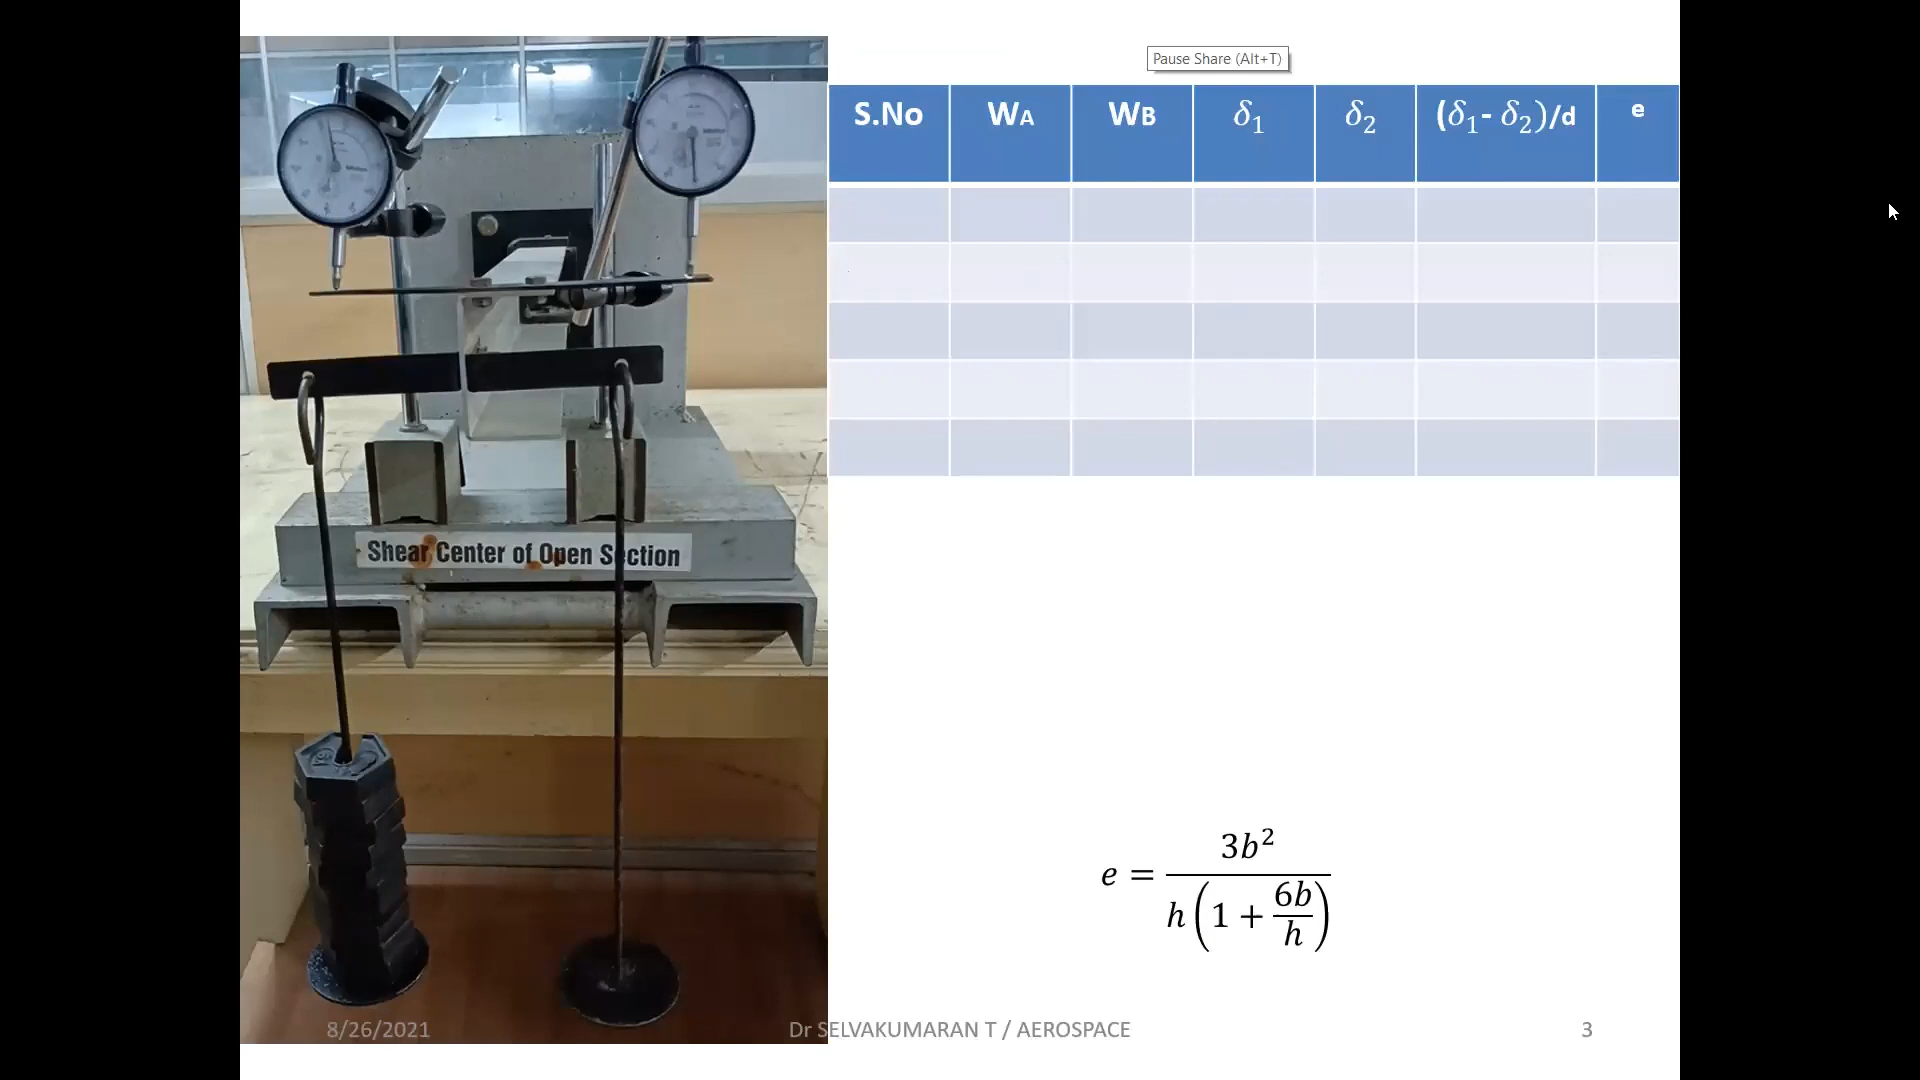 Pause Share (Alt+T)
S.No WA WB δ₁ δ₂ (δ₁- δ₂)/d e
Shear Center of Open Section
e = 3b² / h(1 + 6b/h)
8/26/2021 Dr SELVAKUMARAN T / AEROSPACE 3